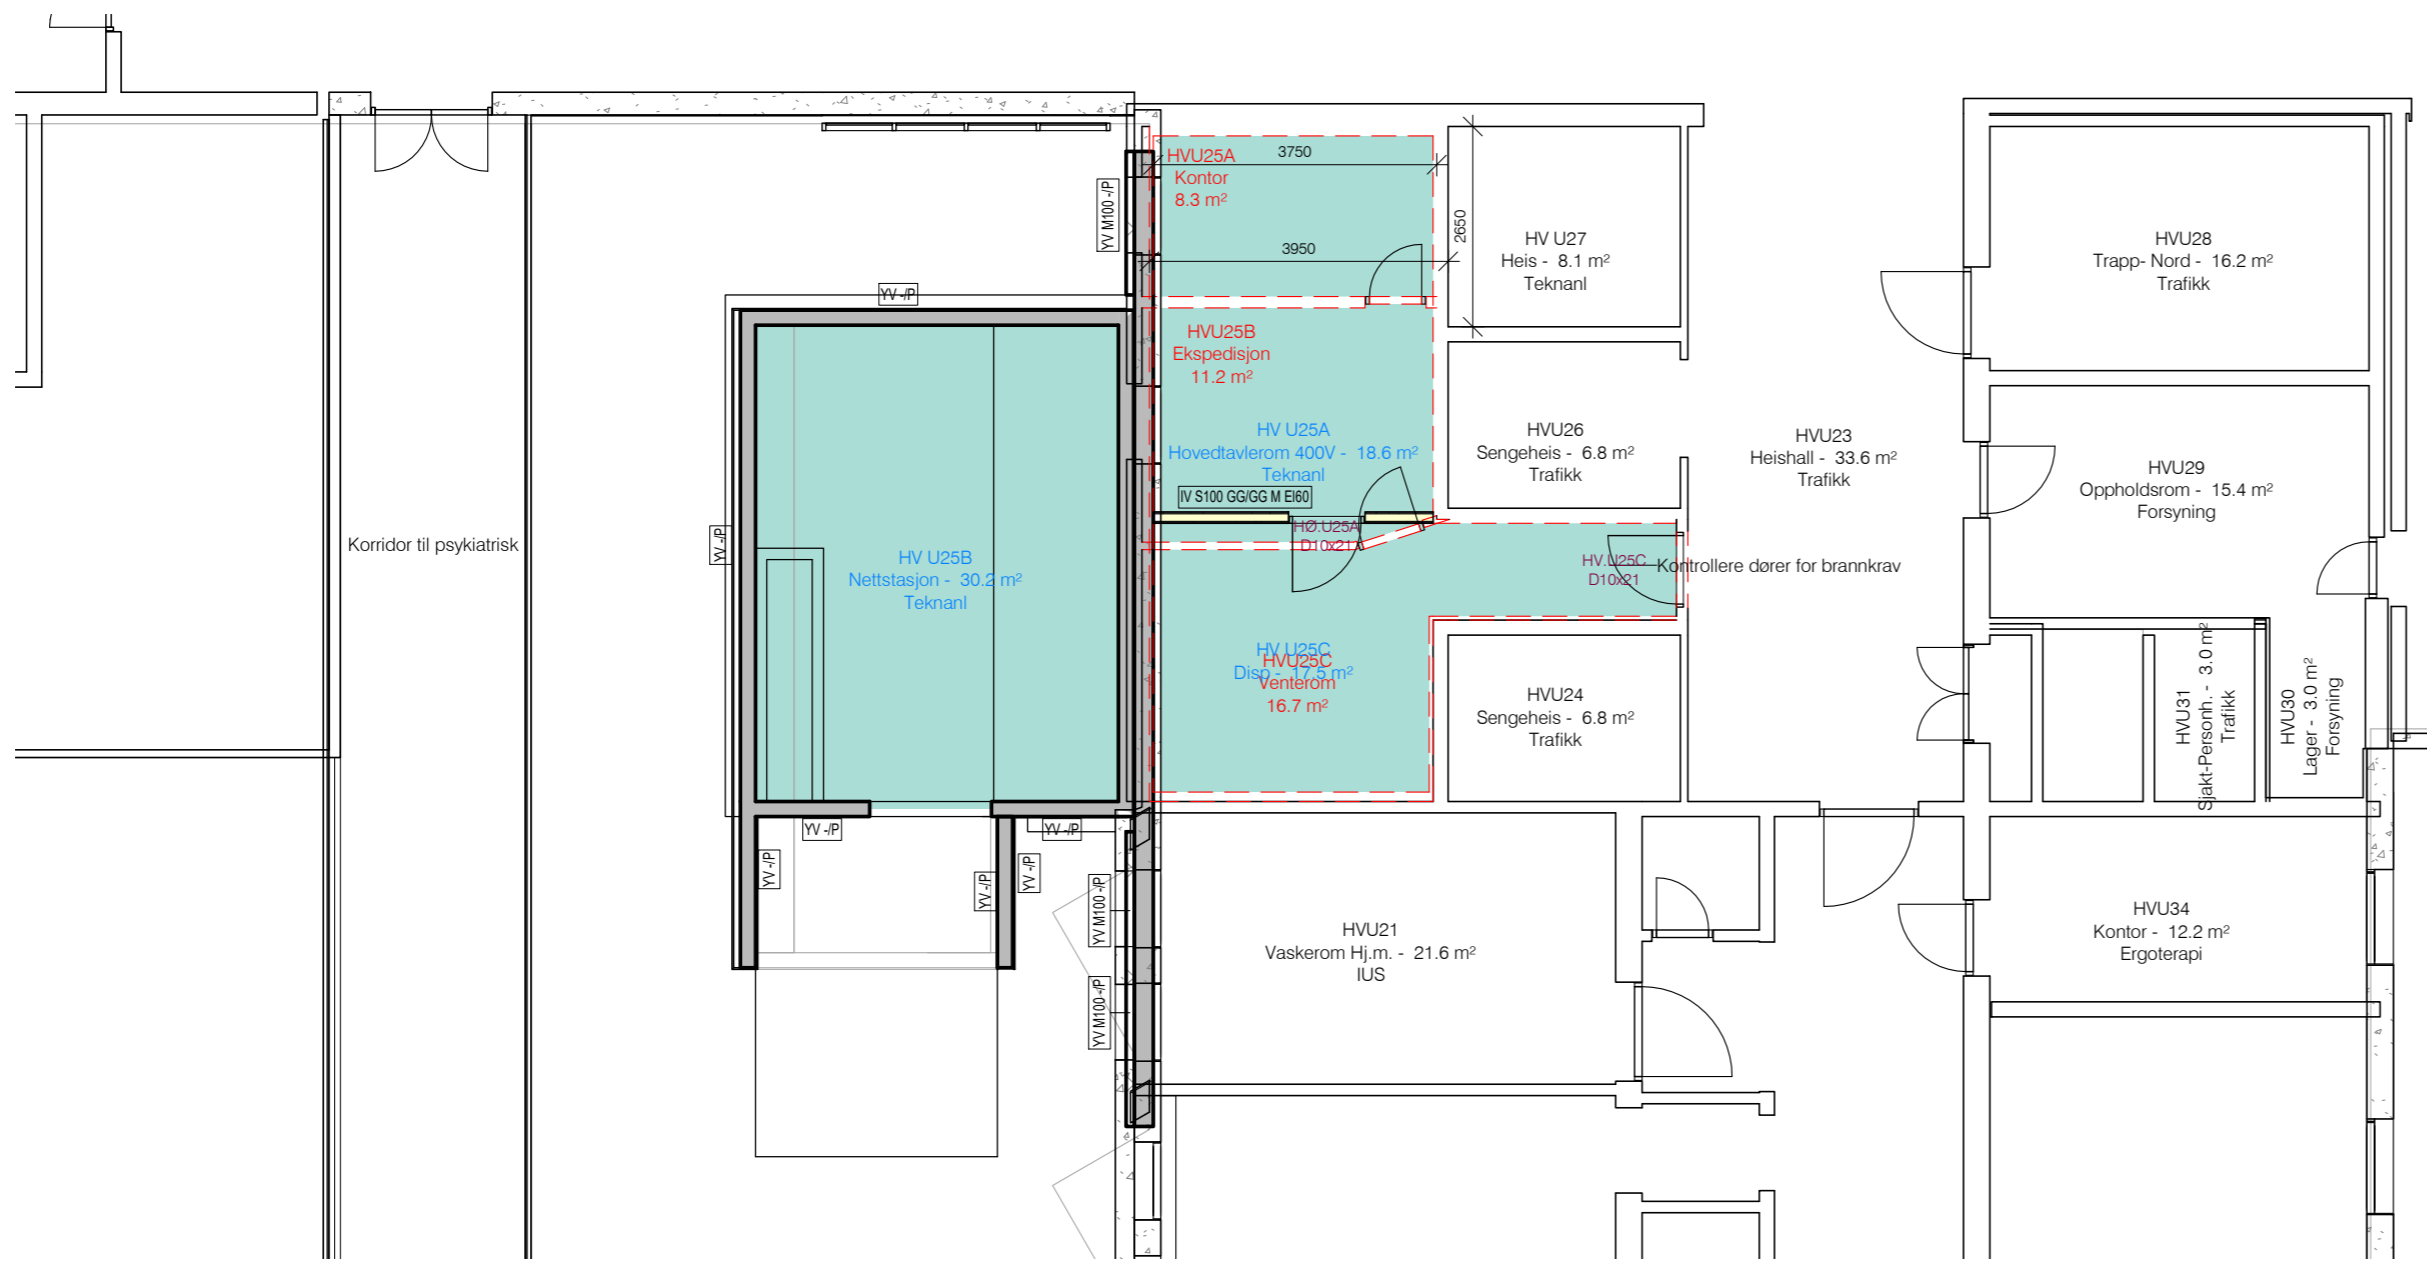 HVU25A
Kontor
8.3 m²
3750
YV M100 -/P
2650
3950
HV U27
Heis - 8.1 m²
Teknanl
HVU28
Trapp- Nord - 16.2 m²
Trafikk
YV -/P
HVU25B
Ekspedisjon
11.2 m²
HV U25A
Hovedtavlerom 400V - 18.6 m²
Teknanl
IV S100 GG/GG M EI60
HVU26
Sengeheis - 6.8 m²
Trafikk
HVU23
Heishall - 33.6 m²
Trafikk
HVU29
Oppholdsrom - 15.4 m²
Forsyning
Korridor til psykiatrisk
YV -/P
HV U25B
Nettstasjon - 30.2 m²
Teknanl
HØ.U25A
D10x21
HV.U25C
D10x21
Kontrollere dører for brannkrav
HV U25C
Disp - 17.5 m²
HVU25C
Venterom
16.7 m²
HVU24
Sengeheis - 6.8 m²
Trafikk
HVU31
Sjakt-Personh. - 3.0 m²
Trafikk
HVU30
Lager - 3.0 m²
Forsyning
YV -/P
YV -/P
YV -/P
YV -/P
YV -/P
YV M100 -/P
YV M100 -/P
HVU21
Vaskerom Hj.m. - 21.6 m²
IUS
HVU34
Kontor - 12.2 m²
Ergoterapi